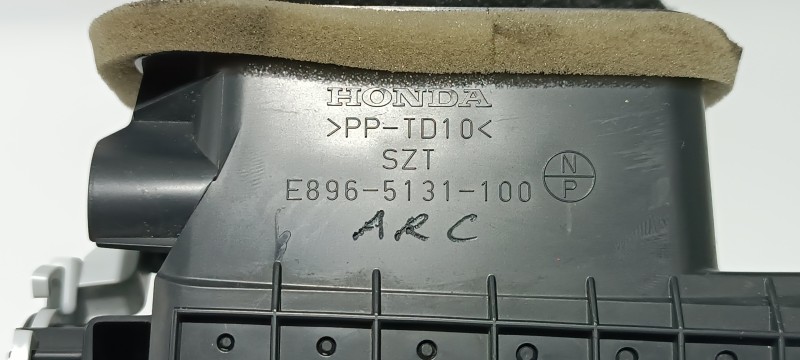 HONDA
>PP-TD10<
SZT
E896-5131-100
N
P
ARC